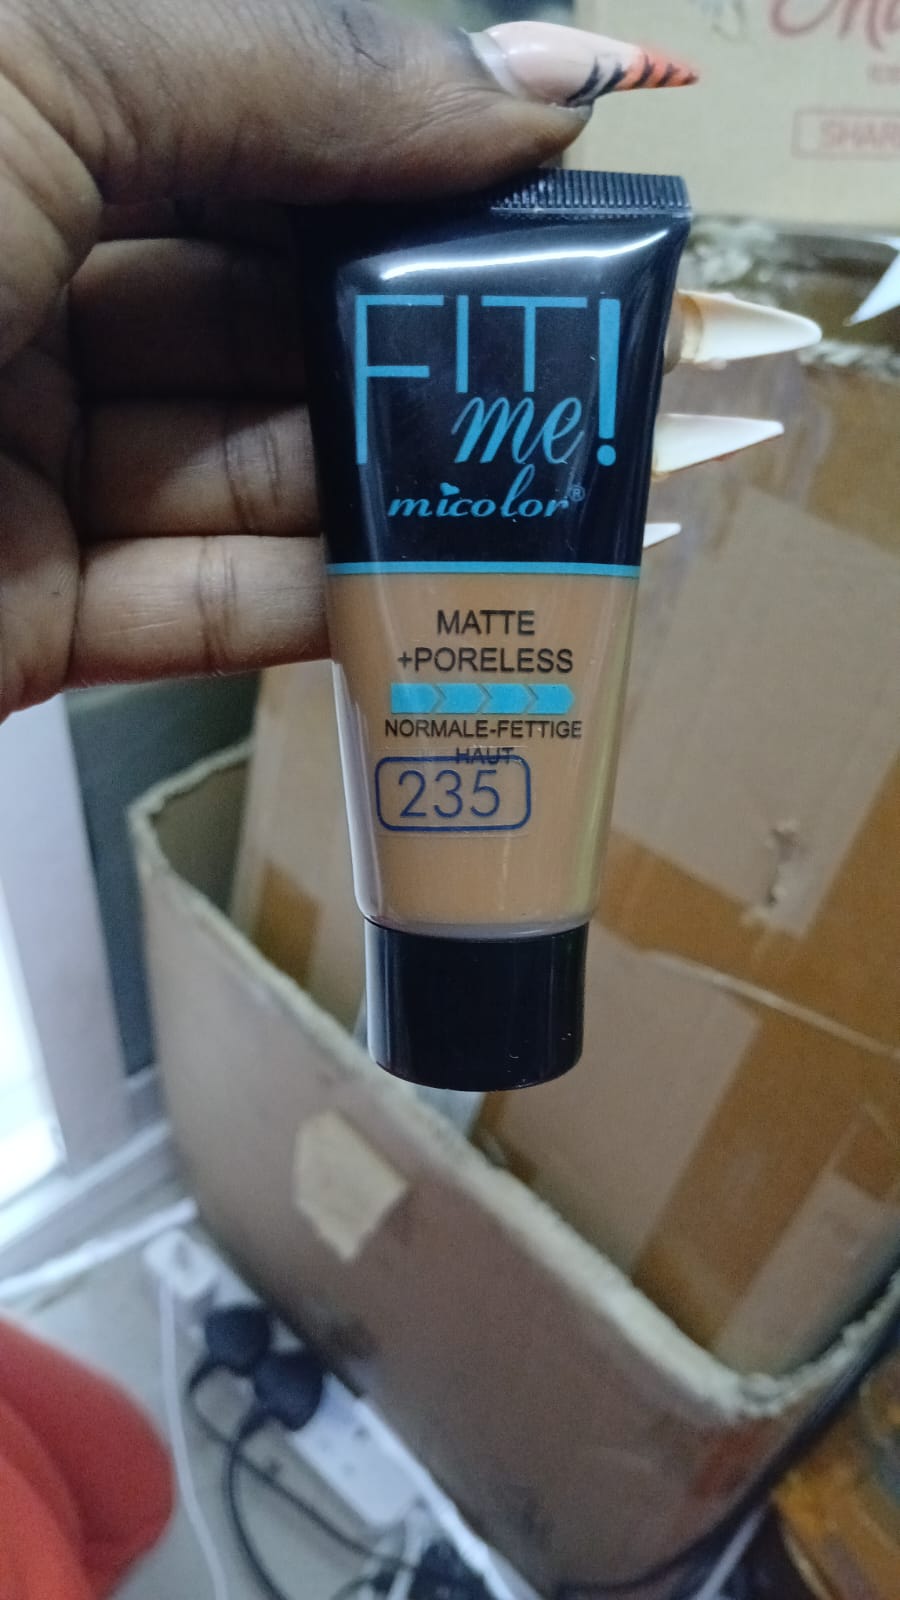 FIT
me!
micolor®
MATTE
+PORELESS
NORMALE-FETTIGE
HAUT
235